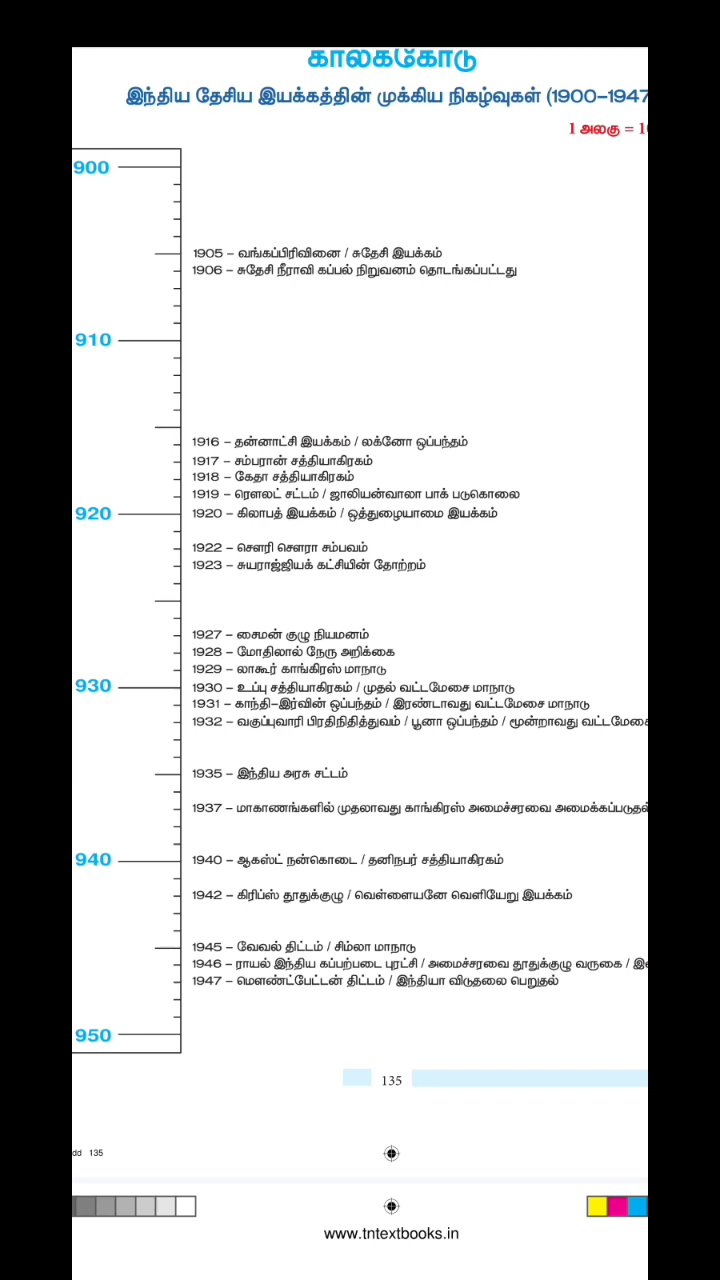 காலக்கோடு
இந்திய தேசிய இயக்கத்தின் முக்கிய நிகழ்வுகள் (1900–1947
1 அலகு =
900
1905 – வங்கப்பிரிவினை / சுதேசி இயக்கம்
1906 – சுதேசி நீராவி கப்பல் நிறுவனம் தொடங்கப்பட்டது
910
1916 – தன்னாட்சி இயக்கம் / லக்னோ ஒப்பந்தம்
1917 – சம்பரான் சத்தியாகிரகம்
1918 – கேதா சத்தியாகிரகம்
1919 – ரௌலட் சட்டம் / ஜாலியன்வாலா பாக் படுகொலை
920
1920 – கிலாபத் இயக்கம் / ஒத்துழையாமை இயக்கம்
1922 – சௌரி சௌரா சம்பவம்
1923 – சுயராஜ்ஜியக் கட்சியின் தோற்றம்
1927 – சைமன் குழு நியமனம்
1928 – மோதிலால் நேரு அறிக்கை
1929 – லாகூர் காங்கிரஸ் மாநாடு
930
1930 – உப்பு சத்தியாகிரகம் / முதல் வட்டமேசை மாநாடு
1931 – காந்தி–இர்வின் ஒப்பந்தம் / இரண்டாவது வட்டமேசை மாநாடு
1932 – வகுப்புவாரி பிரதிநிதித்துவம் / பூனா ஒப்பந்தம் / மூன்றாவது வட்டமேசை
1935 – இந்திய அரசு சட்டம்
1937 – மாகாணங்களில் முதலாவது காங்கிரஸ் அமைச்சரவை அமைக்கப்படுதல்
940
1940 – ஆகஸ்ட் நன்கொடை / தனிநபர் சத்தியாகிரகம்
1942 – கிரிப்ஸ் தூதுக்குழு / வெள்ளையனே வெளியேறு இயக்கம்
1945 – வேவல் திட்டம் / சிம்லா மாநாடு
1946 – ராயல் இந்திய கப்பற்படை புரட்சி / அமைச்சரவை தூதுக்குழு வருகை /
1947 – மௌண்ட்பேட்டன் திட்டம் / இந்தியா விடுதலை பெறுதல்
950
135
dd 135
www.tntextbooks.in